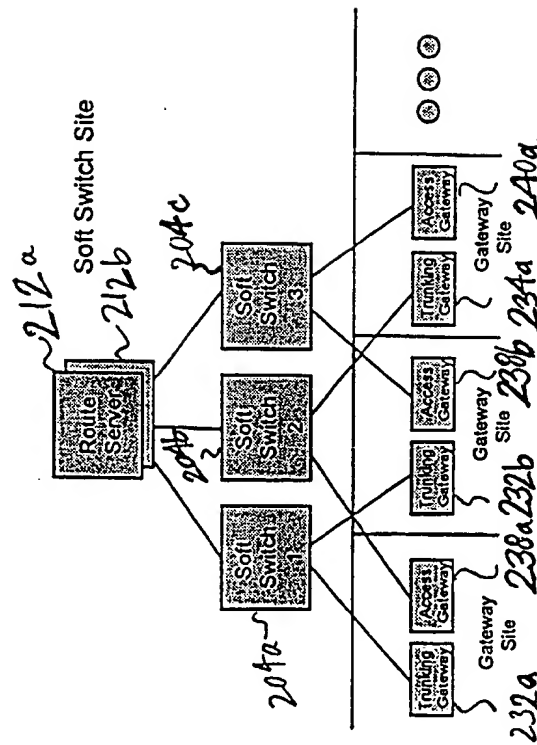 212a
Soft Switch Site
212b
Route
Servers
204c
204b
Soft
Switch
1
Soft
Switch
2
Soft
Switch
3
204a
Trunking
Gateway
Access
Gateway
Trunking
Gateway
Access
Gateway
Trunking
Gateway
Access
Gateway
Gateway
Site
Gateway
Site
Gateway
Site
232a
238a
232b
238b
234a
240a